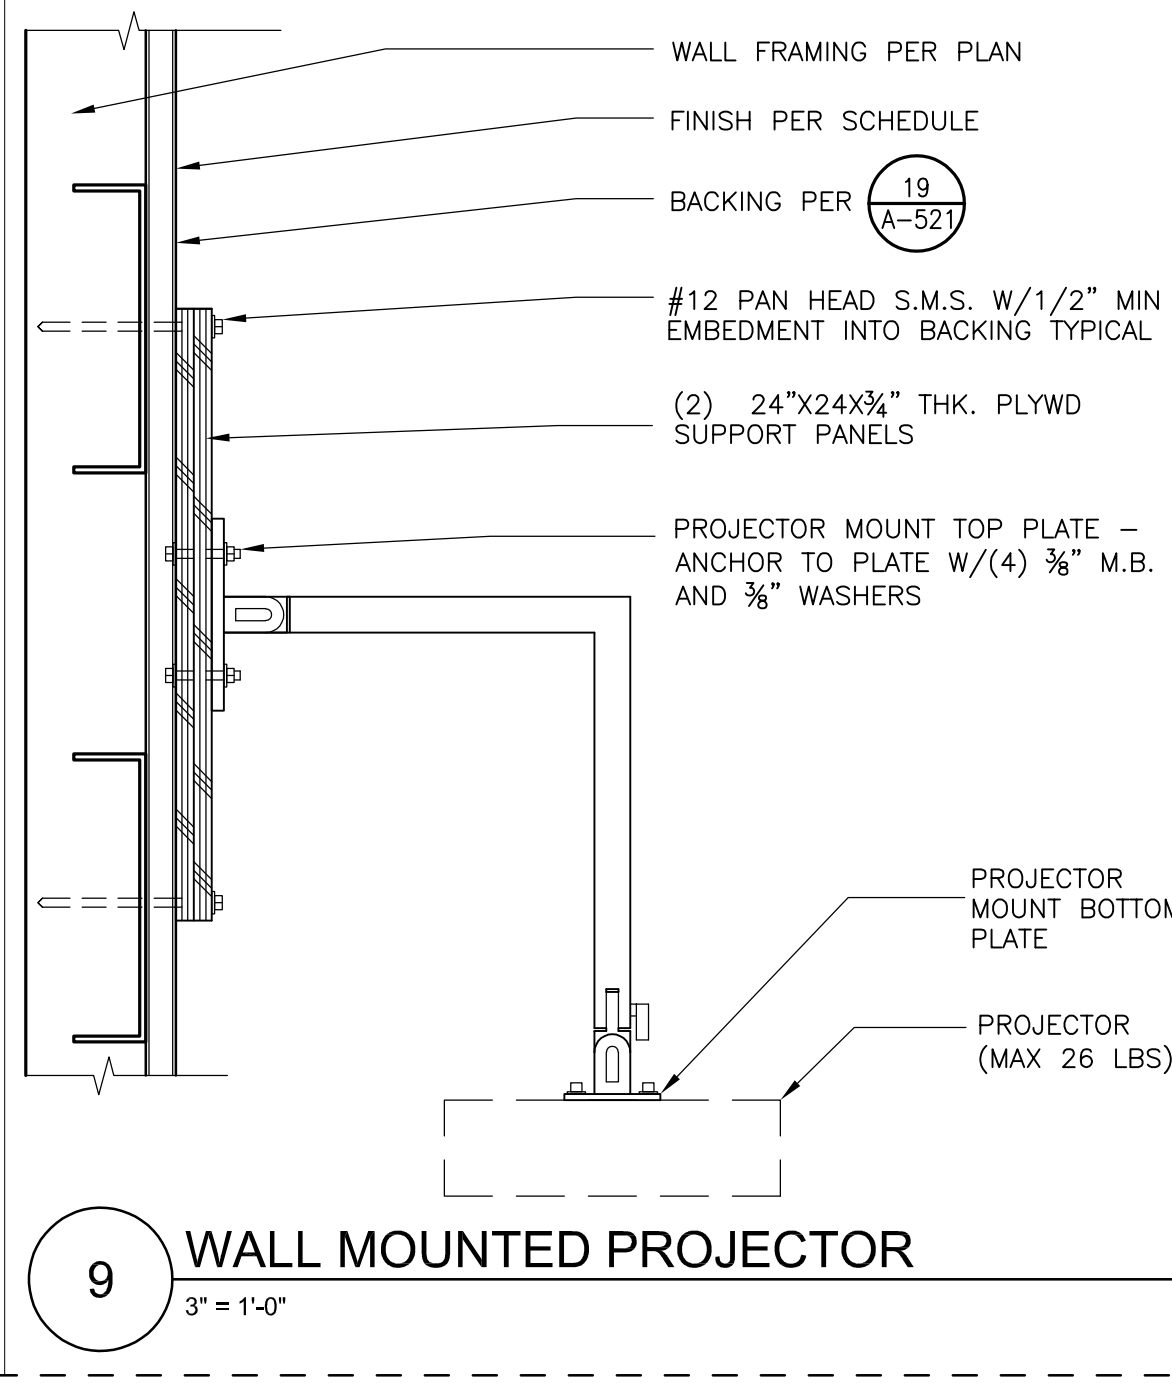 WALL FRAMING PER PLAN
FINISH PER SCHEDULE
BACKING PER 19
A-521
#12 PAN HEAD S.M.S. W/1/2" MIN
EMBEDMENT INTO BACKING TYPICAL
(2) 24"X24X¾" THK. PLYWD
SUPPORT PANELS
PROJECTOR MOUNT TOP PLATE –
ANCHOR TO PLATE W/(4) ⅜" M.B.
AND ⅜" WASHERS
PROJECTOR
MOUNT BOTTOM
PLATE
PROJECTOR
(MAX 26 LBS)
9 WALL MOUNTED PROJECTOR
3" = 1'-0"